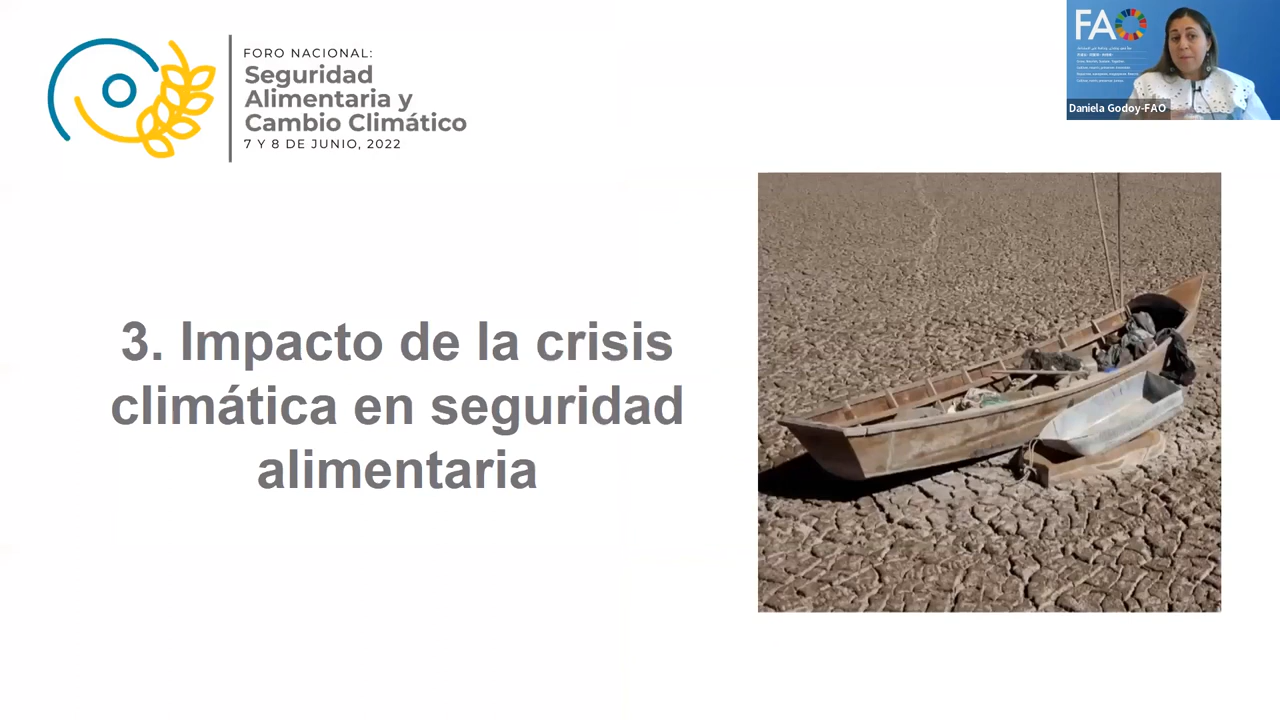 FORO NACIONAL:
Seguridad
Alimentaria y
Cambio Climático
7 Y 8 DE JUNIO, 2022
FAO
Daniela Godoy-FAO
3. Impacto de la crisis
climática en seguridad
alimentaria